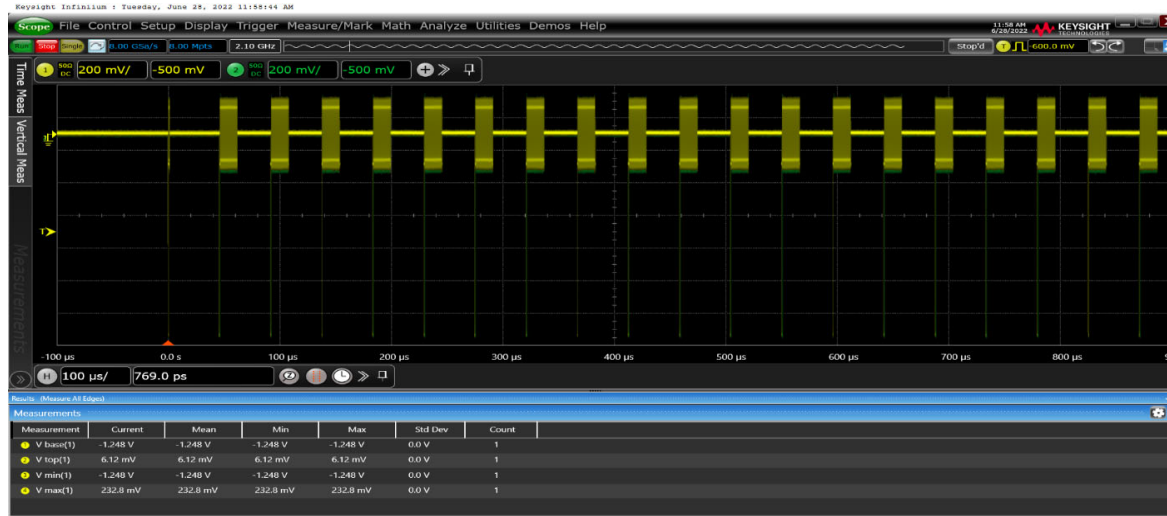 Keysight Infiniium : Tuesday, June 28, 2022 11:58:44 AM
Scope File Control Setup Display Trigger Measure/Mark Math Analyze Utilities Demos Help
11:58 AM
6/28/2022
KEYSIGHT
TECHNOLOGIES
Run Stop Single 8.00 GSa/s 8.00 Mpts 2.10 GHz Stop'd T -600.0 mV
1 50Ω DC 200 mV/ -500 mV 2 50Ω DC 200 mV/ -500 mV
Time Meas
Vertical Meas
Measurements
T
-100 µs 0.0 s 100 µs 200 µs 300 µs 400 µs 500 µs 600 µs 700 µs 800 µs
H 100 µs/ 769.0 ps
Results (Measure All Edges)
Measurements
Measurement Current Mean Min Max Std Dev Count
1 V base(1) -1.248 V -1.248 V -1.248 V -1.248 V 0.0 V 1
2 V top(1) 6.12 mV 6.12 mV 6.12 mV 6.12 mV 0.0 V 1
3 V min(1) -1.248 V -1.248 V -1.248 V -1.248 V 0.0 V 1
4 V max(1) 232.8 mV 232.8 mV 232.8 mV 232.8 mV 0.0 V 1